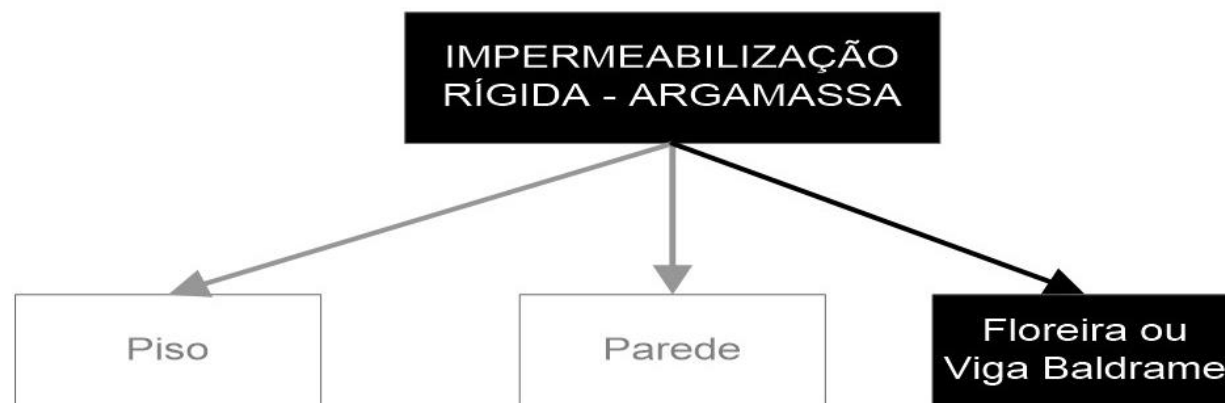 IMPERMEABILIZAÇÃO
RÍGIDA - ARGAMASSA
Piso
Parede
Floreira ou
Viga Baldrame